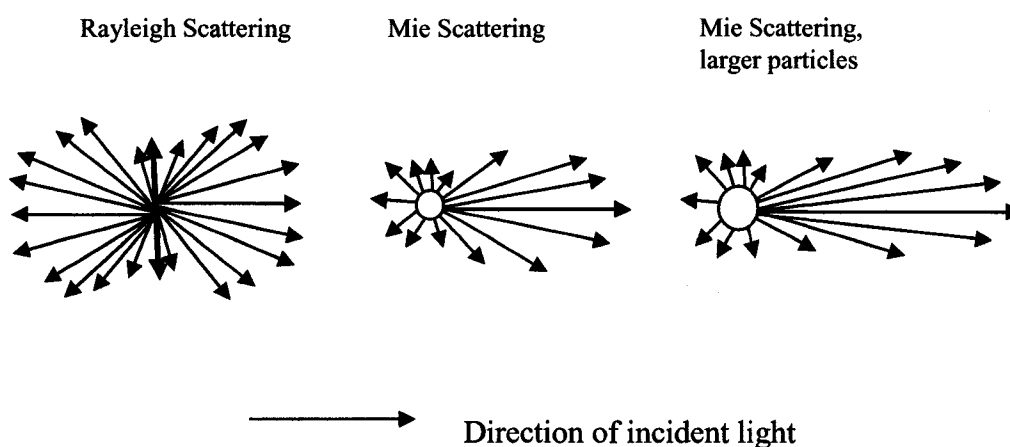 Rayleigh Scattering
Mie Scattering
Mie Scattering,
larger particles
Direction of incident light